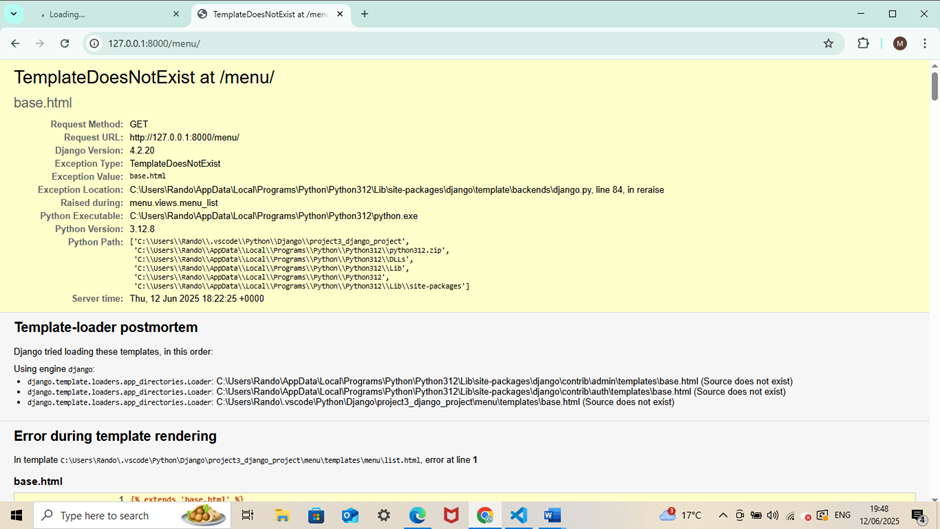 Loading...
TemplateDoesNotExist at /menu
127.0.0.1:8000/menu/
M
TemplateDoesNotExist at /menu/
base.html
Request Method: GET
Request URL: http://127.0.0.1:8000/menu/
Django Version: 4.2.20
Exception Type: TemplateDoesNotExist
Exception Value: base.html
Exception Location: C:\Users\Rando\AppData\Local\Programs\Python\Python312\Lib\site-packages\django\template\backends\django.py, line 84, in reraise
Raised during: menu.views.menu_list
Python Executable: C:\Users\Rando\AppData\Local\Programs\Python\Python312\python.exe
Python Version: 3.12.8
Python Path: ['C:\\Users\\Rando\\.vscode\\Python\\Django\\project3_django_project',
'C:\\Users\\Rando\\AppData\\Local\\Programs\\Python\\Python312\\python312.zip',
'C:\\Users\\Rando\\AppData\\Local\\Programs\\Python\\Python312\\DLLs',
'C:\\Users\\Rando\\AppData\\Local\\Programs\\Python\\Python312\\Lib',
'C:\\Users\\Rando\\AppData\\Local\\Programs\\Python\\Python312',
'C:\\Users\\Rando\\AppData\\Local\\Programs\\Python\\Python312\\Lib\\site-packages']
Server time: Thu, 12 Jun 2025 18:22:25 +0000
Template-loader postmortem
Django tried loading these templates, in this order:
Using engine django:
• django.template.loaders.app_directories.Loader: C:\Users\Rando\AppData\Local\Programs\Python\Python312\Lib\site-packages\django\contrib\admin\templates\base.html (Source does not exist)
• django.template.loaders.app_directories.Loader: C:\Users\Rando\AppData\Local\Programs\Python\Python312\Lib\site-packages\django\contrib\auth\templates\base.html (Source does not exist)
• django.template.loaders.app_directories.Loader: C:\Users\Rando\.vscode\Python\Django\project3_django_project\menu\templates\base.html (Source does not exist)
Error during template rendering
In template C:\Users\Rando\.vscode\Python\Django\project3_django_project\menu\templates\menu\list.html, error at line 1
base.html
1 {% extends 'base.html' %}
Type here to search
17°C
ENG
19:48
12/06/2025
4